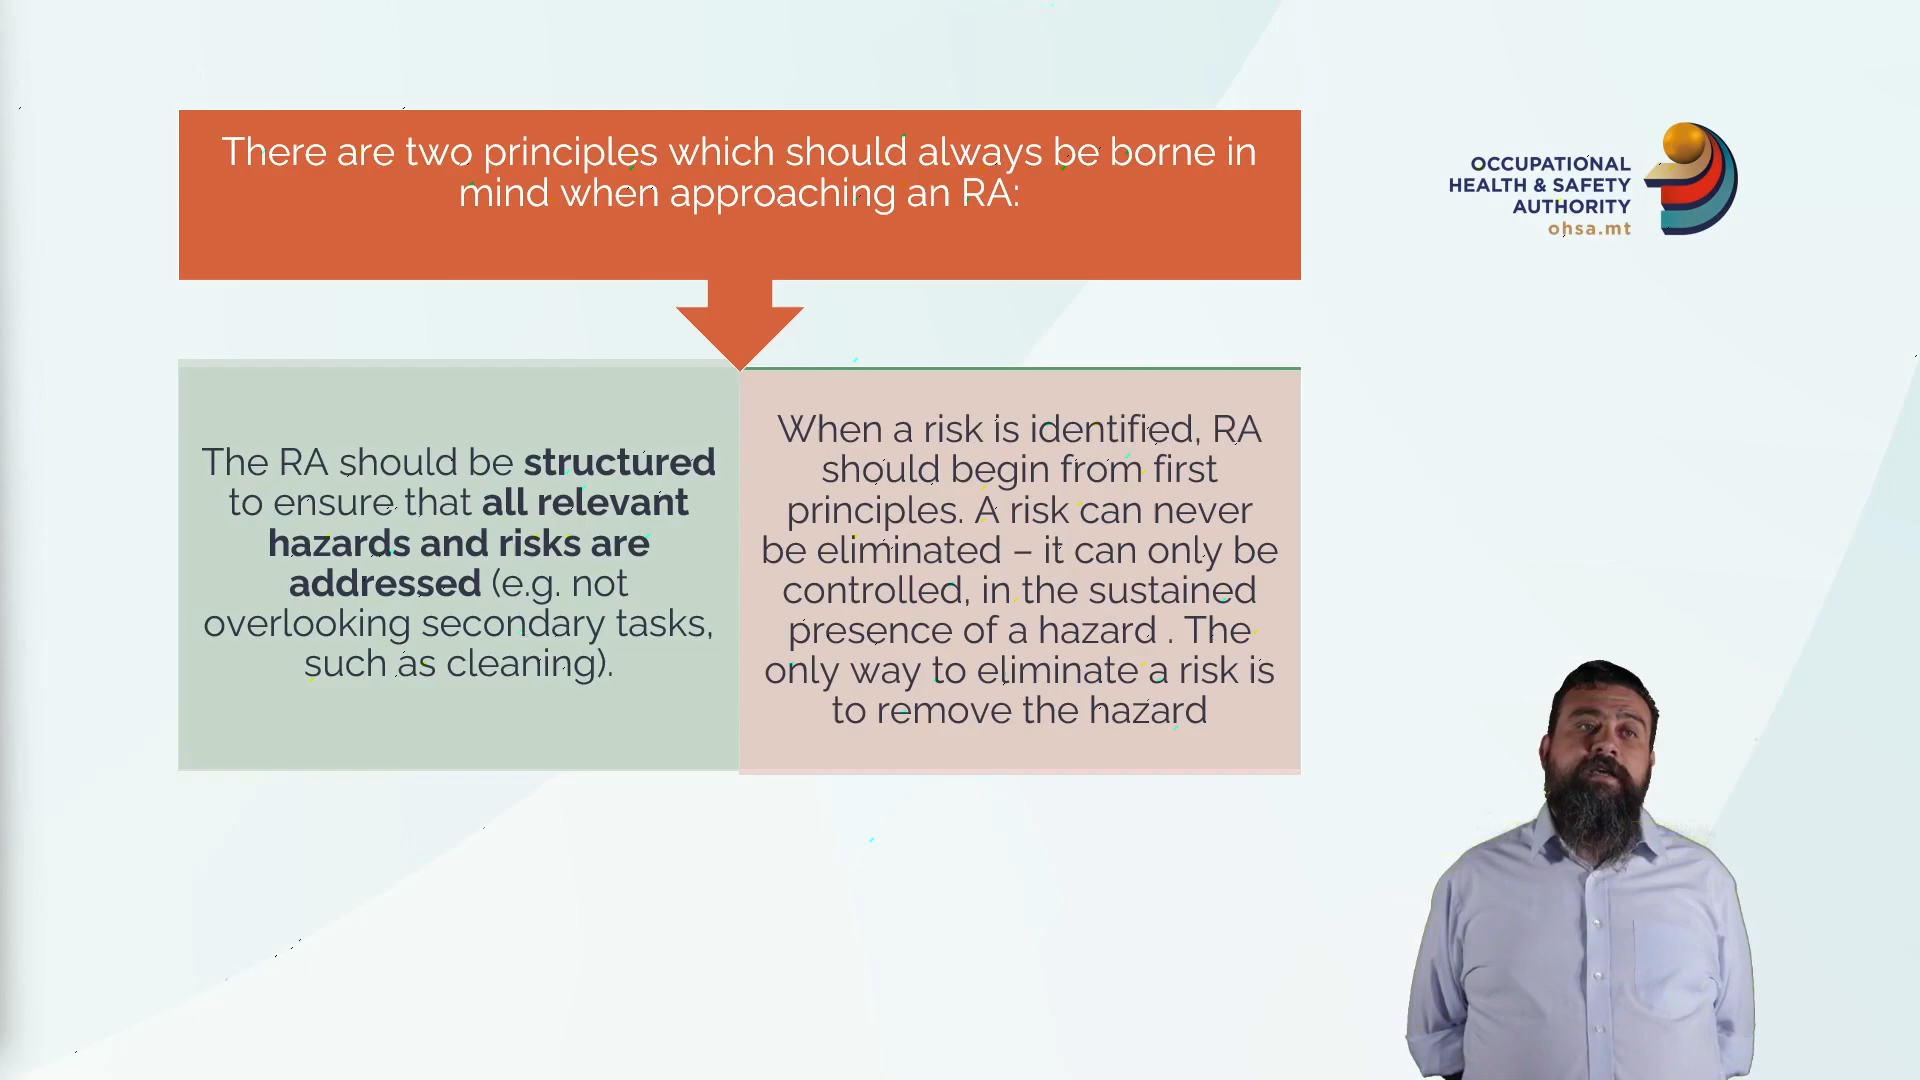 There are two principles which should always be borne in
mind when approaching an RA:
OCCUPATIONAL
HEALTH & SAFETY
AUTHORITY
ohsa.mt
The RA should be structured
to ensure that all relevant
hazards and risks are
addressed (e.g. not
overlooking secondary tasks,
such as cleaning).
When a risk is identified, RA
should begin from first
principles. A risk can never
be eliminated – it can only be
controlled, in the sustained
presence of a hazard . The
only way to eliminate a risk is
to remove the hazard